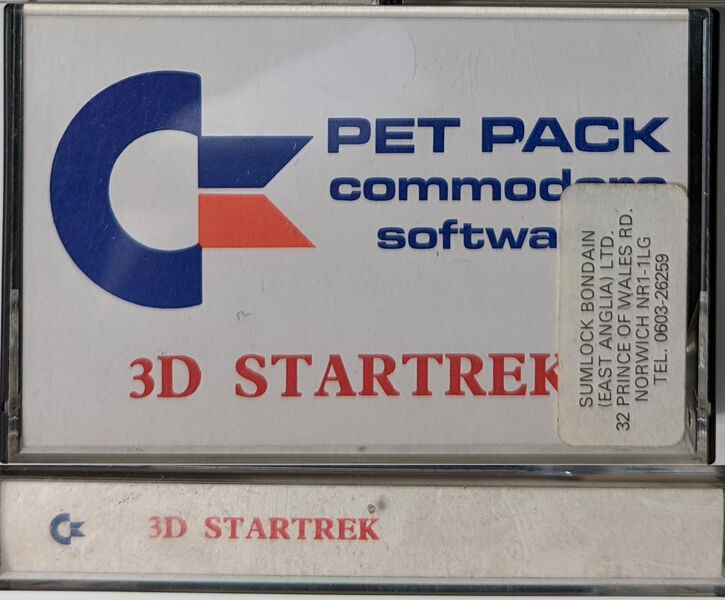 PET PACK
commodore
softwa
3D STARTREK
SUMLOCK BONDAIN
(EAST ANGLIA) LTD.
32 PRINCE OF WALES RD.
NORWICH NR1-1LG
TEL. 0603-26259
3D STARTREK